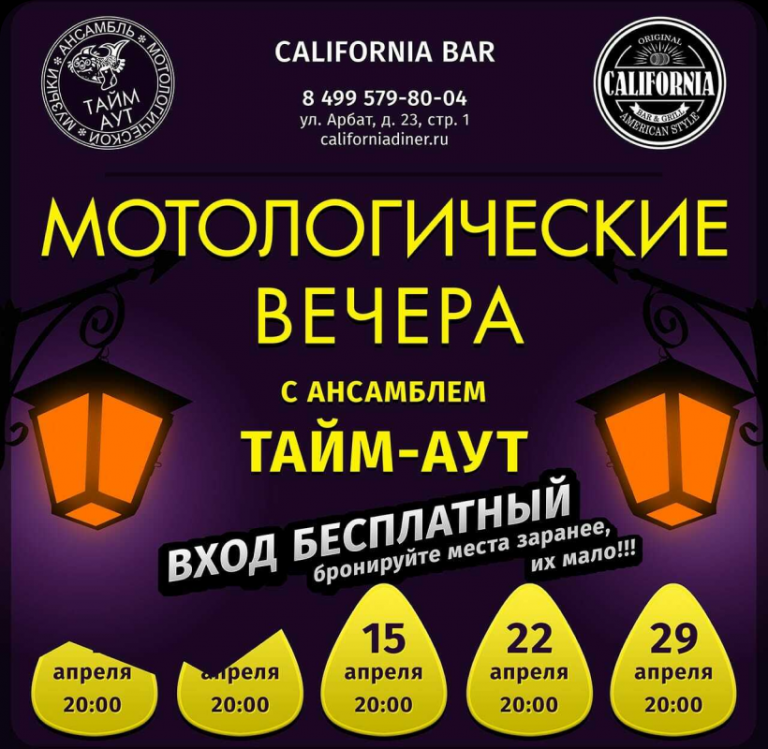 * АНСАМБЛЬ * МОТОЛОГИЧЕСКОЙ * МУЗЫКИ
ТАЙМ
АУТ
CALIFORNIA BAR
8 499 579-80-04
ул. Арбат, д. 23, стр. 1
californiadiner.ru
ORIGINAL
CALIFORNIA
BAR & GRILL
AMERICAN STYLE
МОТОЛОГИЧЕСКИЕ
ВЕЧЕРА
С АНСАМБЛЕМ
ТАЙМ-АУТ
ВХОД БЕСПЛАТНЫЙ
бронируйте места заранее,
их мало!!!
апреля
20:00
апреля
20:00
15
апреля
20:00
22
апреля
20:00
29
апреля
20:00